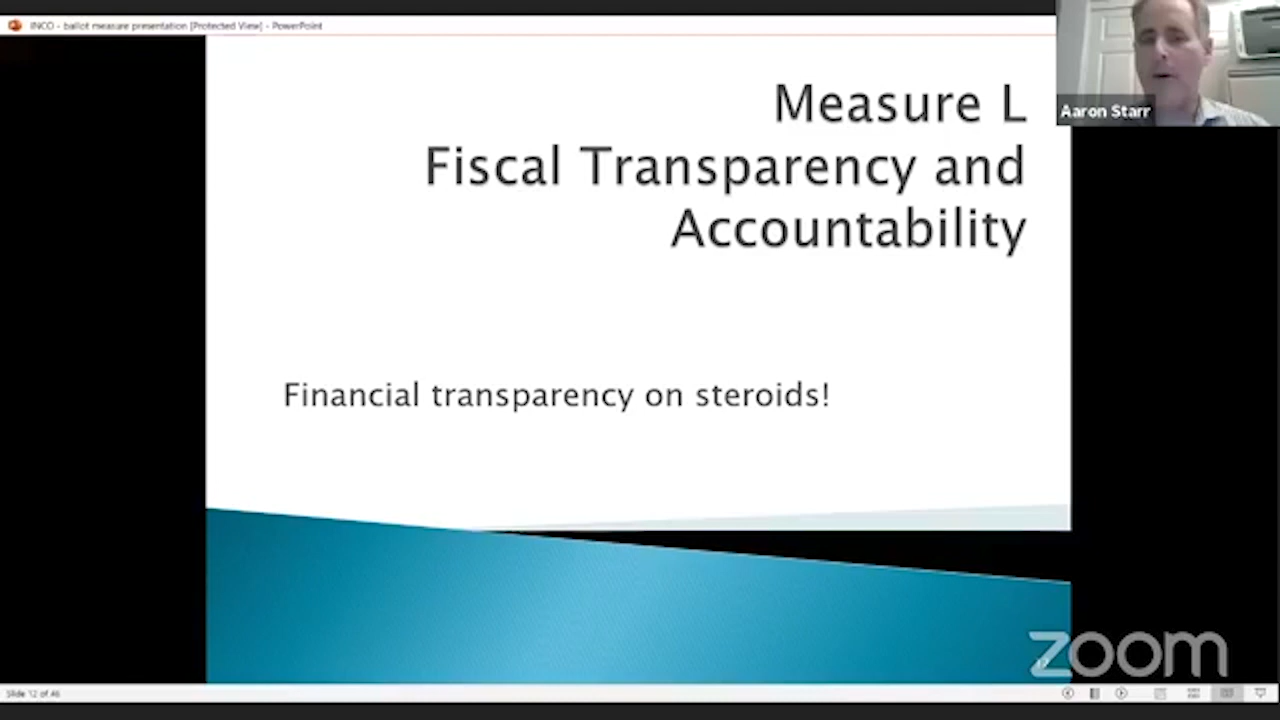 INCO - ballot measure presentation [Protected View] - PowerPoint
Aaron Starr
Measure L
Fiscal Transparency and
Accountability
Financial transparency on steroids!
zoom
Slide 12 of 46